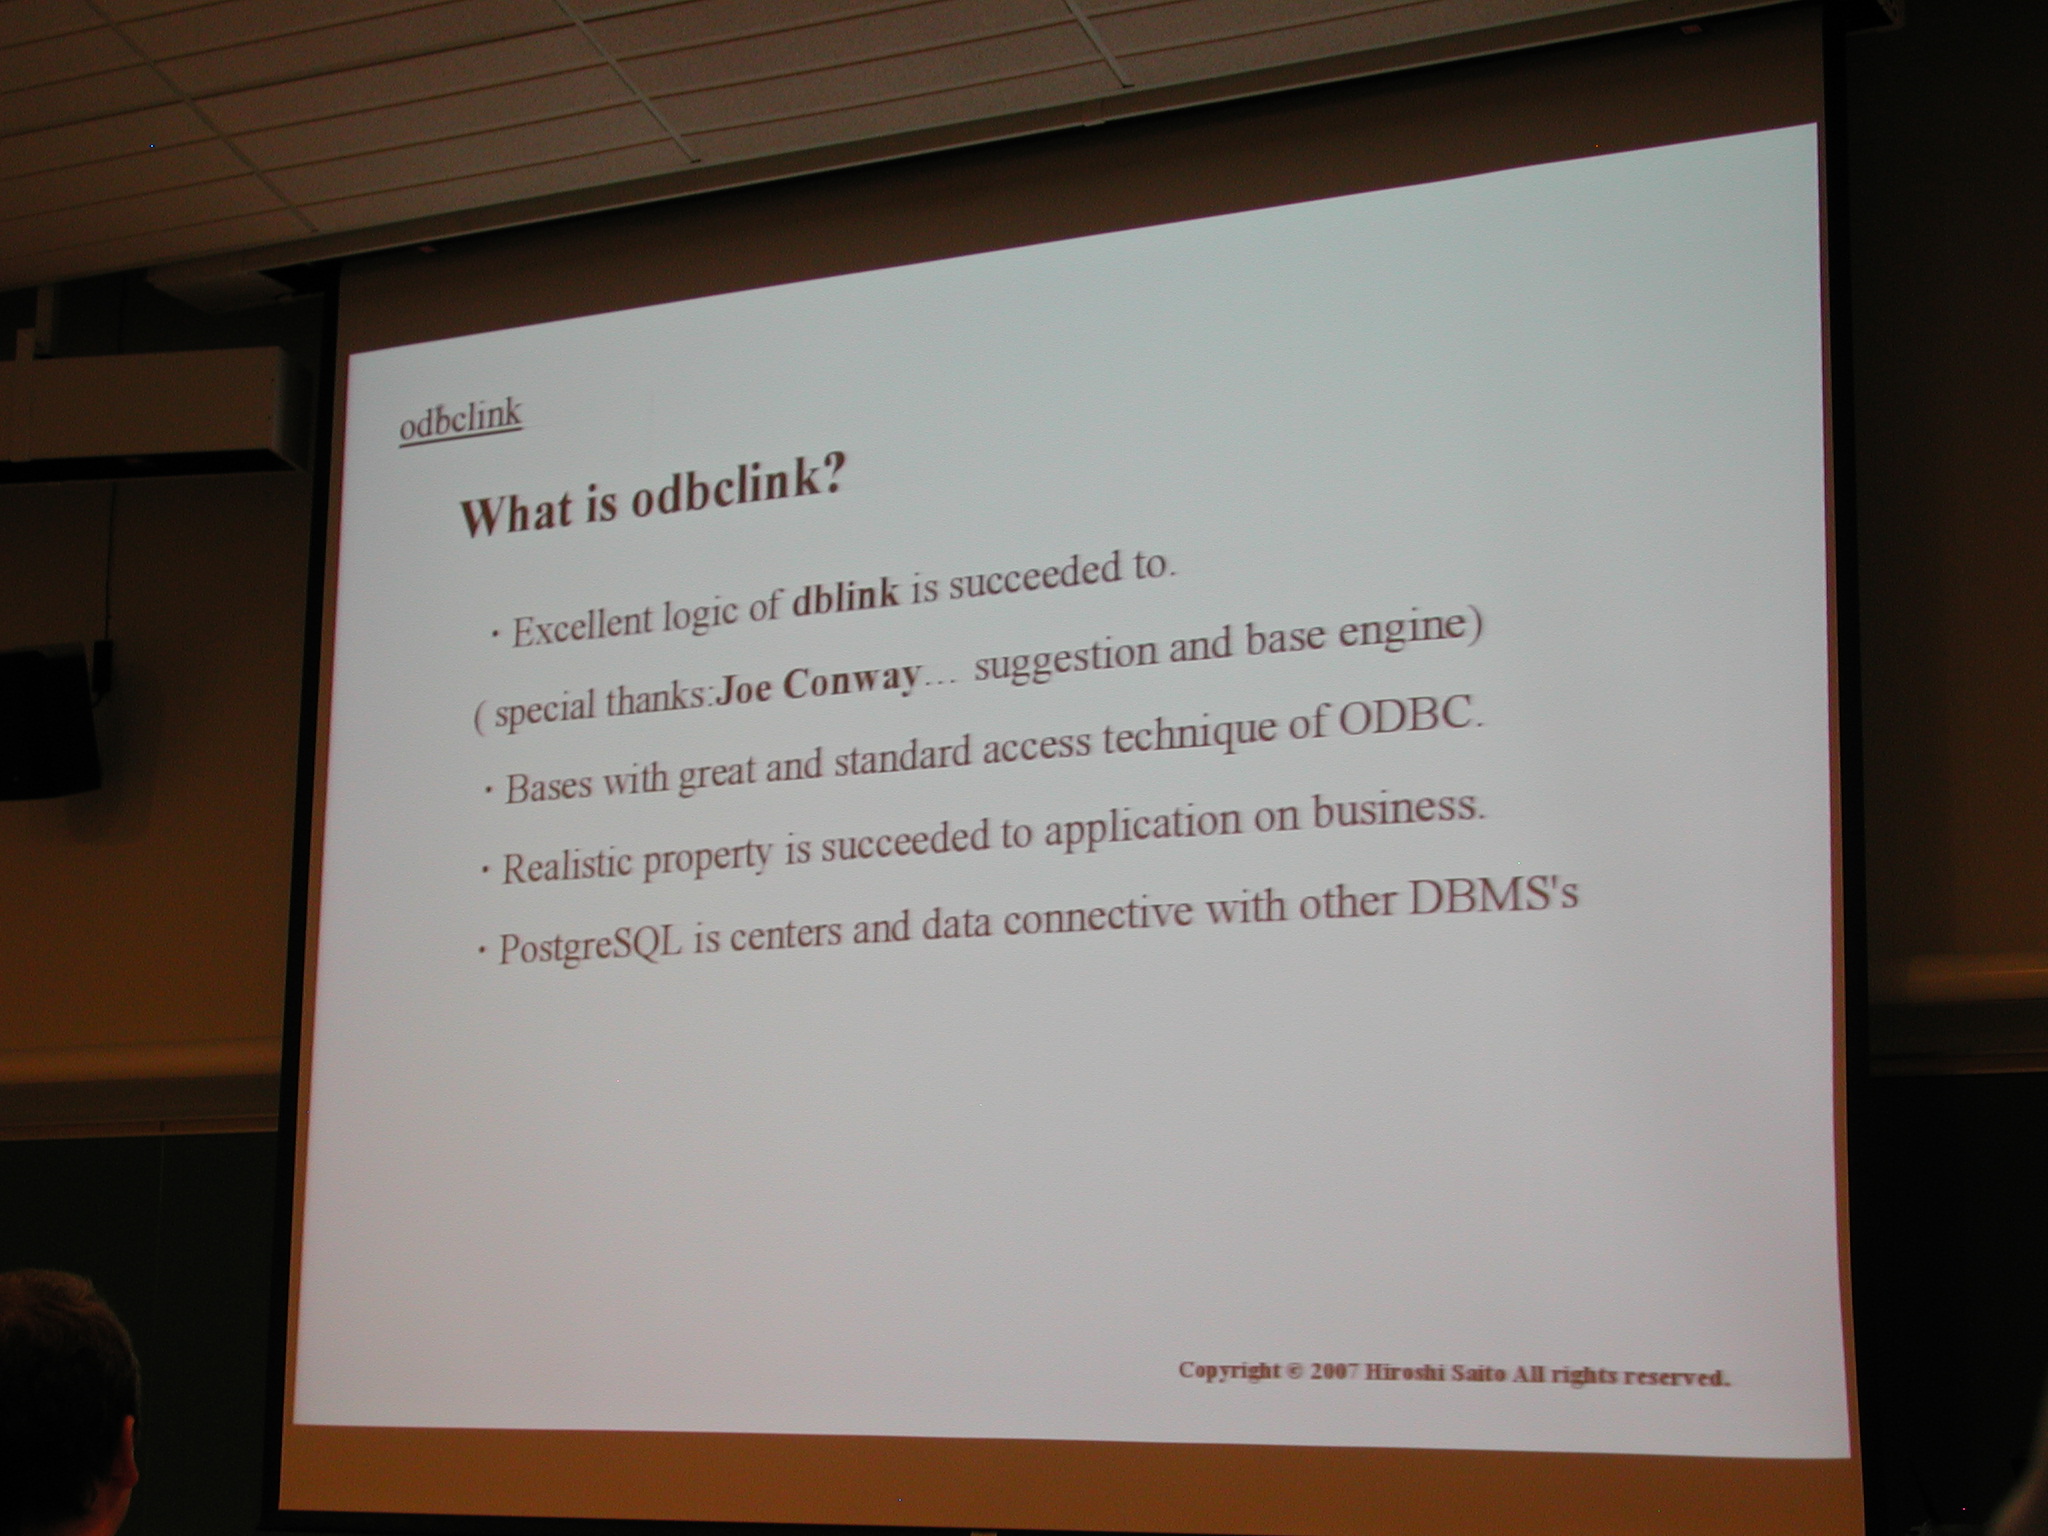 odbclink
What is odbclink?
・Excellent logic of dblink is succeeded to.
( special thanks:Joe Conway... suggestion and base engine)
・Bases with great and standard access technique of ODBC.
・Realistic property is succeeded to application on business.
・PostgreSQL is centers and data connective with other DBMS's
Copyright © 2007 Hiroshi Saito All rights reserved.